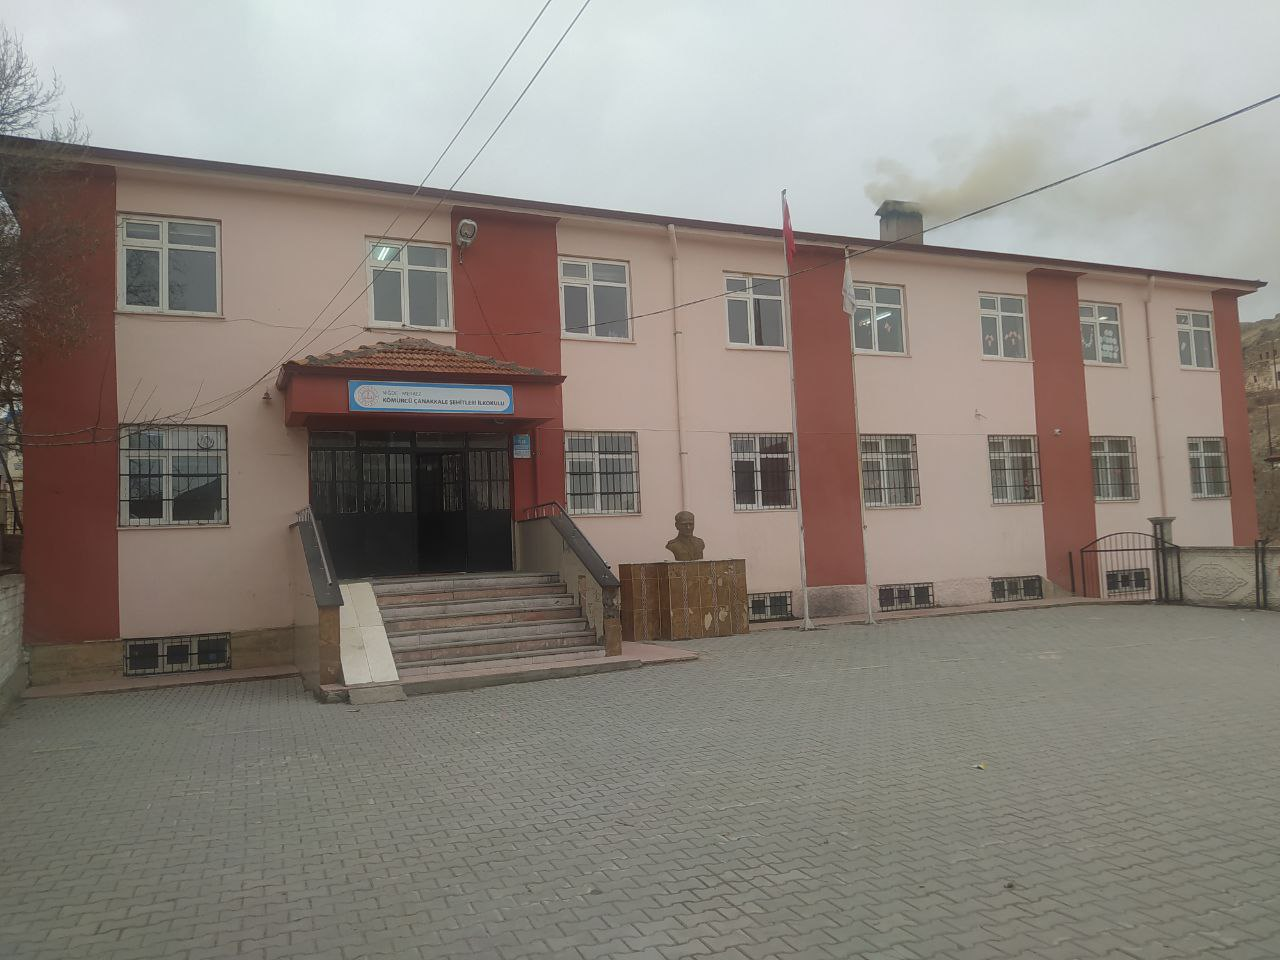 NİĞDE - MERKEZ
KÖMÜRCÜ ÇANAKKALE ŞEHİTLERİ İLKOKULU